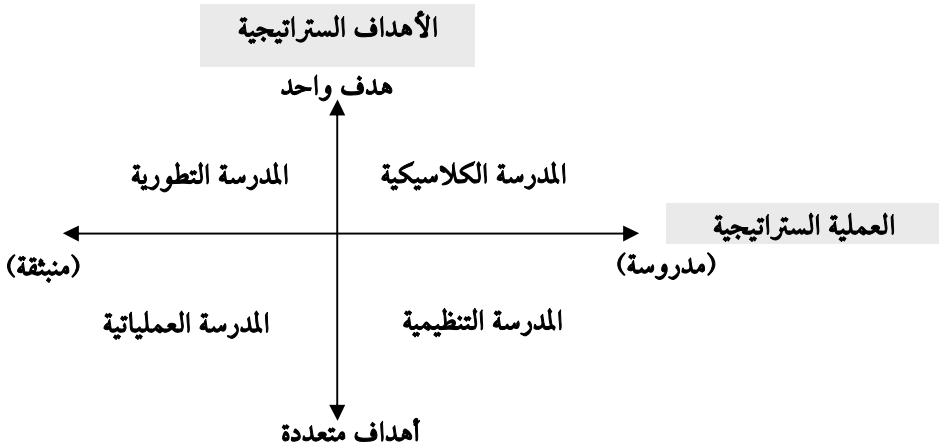 الأهداف الستراتيجية
هدف واحد
المدرسة الكلاسيكية
المدرسة التطورية
العملية الستراتيجية
(مدروسة)
(منبثقة)
المدرسة التنظيمية
المدرسة العملياتية
أهداف متعددة